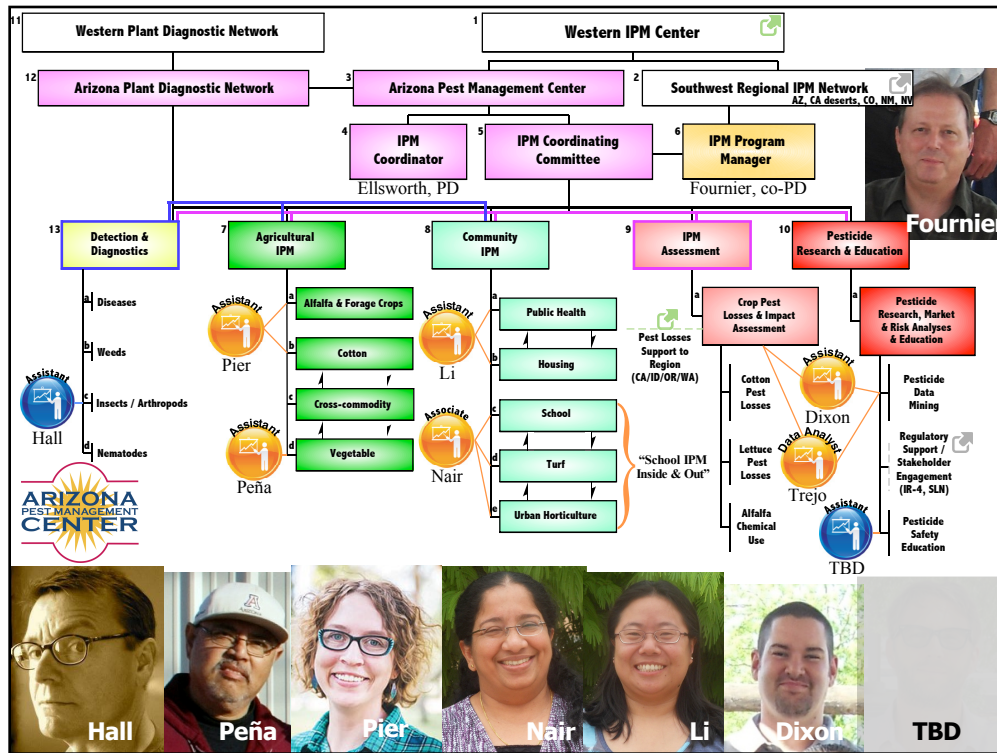 11
Western Plant Diagnostic Network
1
Western IPM Center
12
Arizona Plant Diagnostic Network
3
Arizona Pest Management Center
2
Southwest Regional IPM Network
AZ, CA deserts, CO, NM, NV
4
IPM
Coordinator
Ellsworth, PD
5
IPM Coordinating
Committee
6
IPM Program
Manager
Fournier, co-PD
Fournier
13
Detection &
Diagnostics
7
Agricultural
IPM
8
Community
IPM
9
IPM
Assessment
10
Pesticide
Research & Education
a
Diseases
b
Weeds
c
Insects / Arthropods
d
Nematodes
Assistant
Hall
a
Alfalfa & Forage Crops
b
Cotton
c
Cross-commodity
d
Vegetable
Assistant
Pier
Assistant
Peña
a
Public Health
b
Housing
c
School
d
Turf
e
Urban Horticulture
Assistant
Li
Associate
Nair
"School IPM
Inside & Out"
Pest Losses
Support to
Region
(CA/ID/OR/WA)
a
Crop Pest
Losses & Impact
Assessment
Cotton
Pest
Losses
Lettuce
Pest
Losses
Alfalfa
Chemical
Use
Assistant
Dixon
Data Analyst
Trejo
Assistant
TBD
a
Pesticide
Research, Market
& Risk Analyses
& Education
Pesticide
Data
Mining
Regulatory
Support /
Stakeholder
Engagement
(IR-4, SLN)
Pesticide
Safety
Education
ARIZONA
PEST MANAGEMENT
CENTER
A
Hall
Peña
Pier
Nair
Li
Dixon
TBD